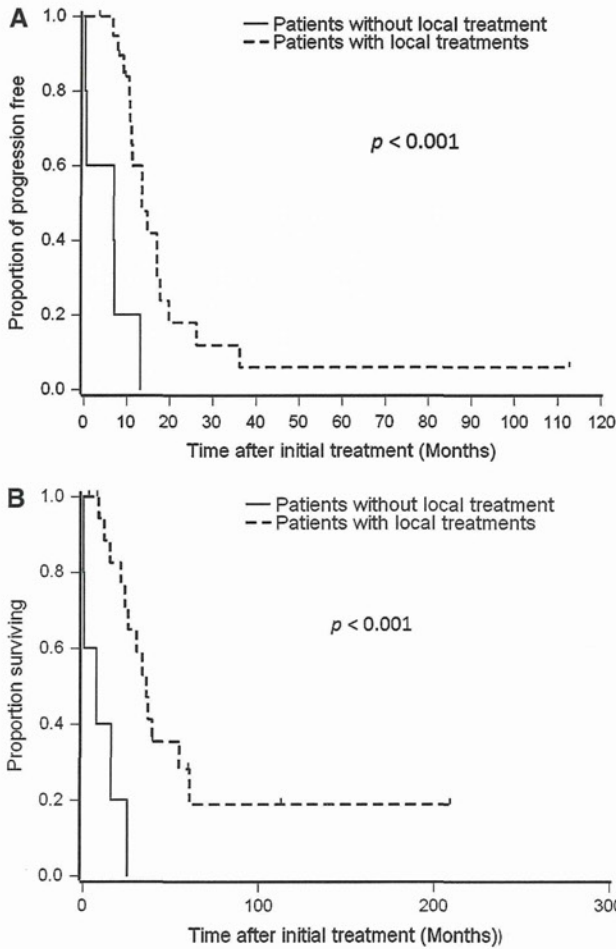 A
Patients without local treatment
Patients with local treatments
p < 0.001
Proportion of progression free
1.0
0.8
0.6
0.4
0.2
0.0
0 10 20 30 40 50 60 70 80 90 100 110 120
Time after initial treatment (Months)
B
Patients without local treatment
Patients with local treatments
p < 0.001
Proportion surviving
1.0
0.8
0.6
0.4
0.2
0.0
0 100 200 300
Time after initial treatment (Months))